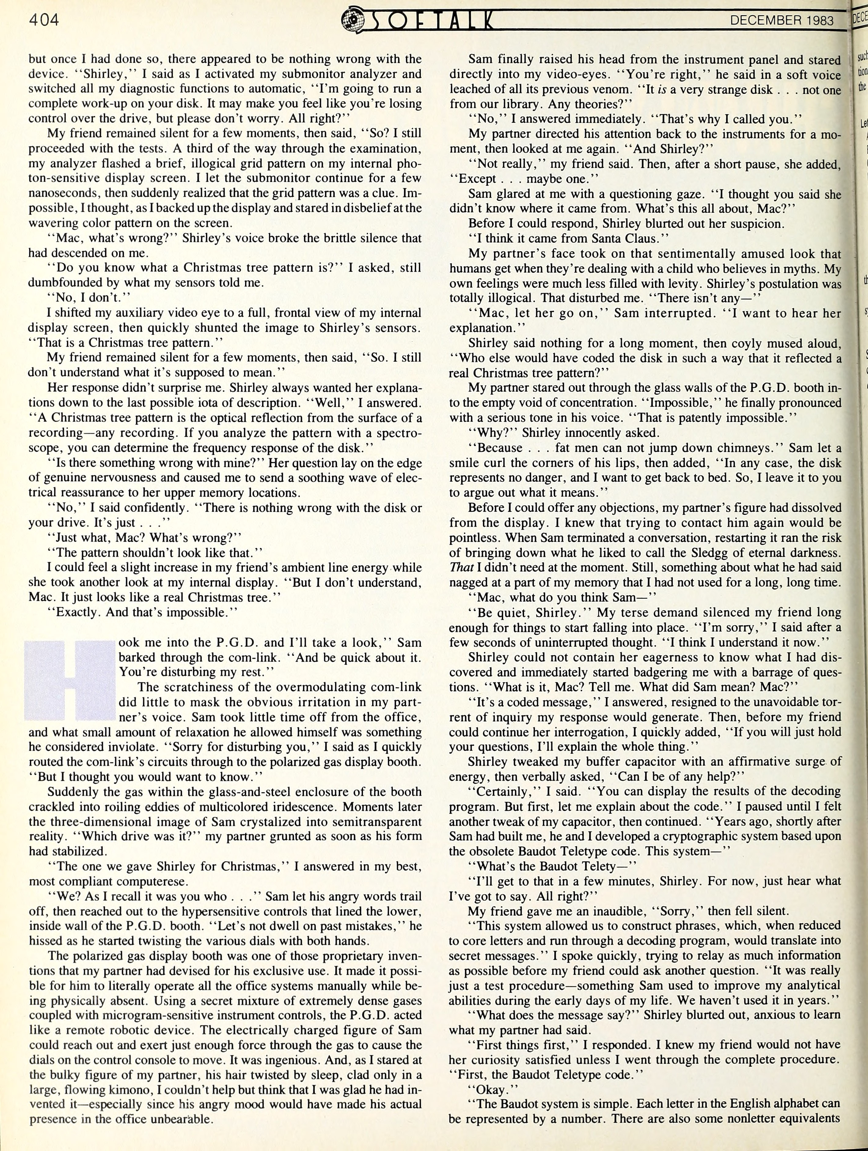 404
SOFTALK
DECEMBER 1983
but once I had done so, there appeared to be nothing wrong with the
device. "Shirley," I said as I activated my submonitor analyzer and
switched all my diagnostic functions to automatic, "I'm going to run a
complete work-up on your disk. It may make you feel like you're losing
control over the drive, but please don't worry. All right?"
My friend remained silent for a few moments, then said, "So? I still
proceeded with the tests. A third of the way through the examination,
my analyzer flashed a brief, illogical grid pattern on my internal pho-
ton-sensitive display screen. I let the submonitor continue for a few
nanoseconds, then suddenly realized that the grid pattern was a clue. Im-
possible, I thought, as I backed up the display and stared in disbelief at the
wavering color pattern on the screen.
"Mac, what's wrong?" Shirley's voice broke the brittle silence that
had descended on me.
"Do you know what a Christmas tree pattern is?" I asked, still
dumbfounded by what my sensors told me.
"No, I don't."
I shifted my auxiliary video eye to a full, frontal view of my internal
display screen, then quickly shunted the image to Shirley's sensors.
"That is a Christmas tree pattern."
My friend remained silent for a few moments, then said, "So. I still
don't understand what it's supposed to mean."
Her response didn't surprise me. Shirley always wanted her explana-
tions down to the last possible iota of description. "Well," I answered.
"A Christmas tree pattern is the optical reflection from the surface of a
recording—any recording. If you analyze the pattern with a spectro-
scope, you can determine the frequency response of the disk."
"Is there something wrong with mine?" Her question lay on the edge
of genuine nervousness and caused me to send a soothing wave of elec-
trical reassurance to her upper memory locations.
"No," I said confidently. "There is nothing wrong with the disk or
your drive. It's just . . ."
"Just what, Mac? What's wrong?"
"The pattern shouldn't look like that."
I could feel a slight increase in my friend's ambient line energy while
she took another look at my internal display. "But I don't understand,
Mac. It just looks like a real Christmas tree."
"Exactly. And that's impossible."
Hook me into the P.G.D. and I'll take a look," Sam
barked through the com-link. "And be quick about it.
You're disturbing my rest."
The scratchiness of the overmodulating com-link
did little to mask the obvious irritation in my part-
ner's voice. Sam took little time off from the office,
and what small amount of relaxation he allowed himself was something
he considered inviolate. "Sorry for disturbing you," I said as I quickly
routed the com-link's circuits through to the polarized gas display booth.
"But I thought you would want to know."
Suddenly the gas within the glass-and-steel enclosure of the booth
crackled into roiling eddies of multicolored iridescence. Moments later
the three-dimensional image of Sam crystalized into semitransparent
reality. "Which drive was it?" my partner grunted as soon as his form
had stabilized.
"The one we gave Shirley for Christmas," I answered in my best,
most compliant computerese.
"We? As I recall it was you who . . ." Sam let his angry words trail
off, then reached out to the hypersensitive controls that lined the lower,
inside wall of the P.G.D. booth. "Let's not dwell on past mistakes," he
hissed as he started twisting the various dials with both hands.
The polarized gas display booth was one of those proprietary inven-
tions that my partner had devised for his exclusive use. It made it possi-
ble for him to literally operate all the office systems manually while be-
ing physically absent. Using a secret mixture of extremely dense gases
coupled with microgram-sensitive instrument controls, the P.G.D. acted
like a remote robotic device. The electrically charged figure of Sam
could reach out and exert just enough force through the gas to cause the
dials on the control console to move. It was ingenious. And, as I stared at
the bulky figure of my partner, his hair twisted by sleep, clad only in a
large, flowing kimono, I couldn't help but think that I was glad he had in-
vented it—especially since his angry mood would have made his actual
presence in the office unbearable.
Sam finally raised his head from the instrument panel and stared
directly into my video-eyes. "You're right," he said in a soft voice
leached of all its previous venom. "It is a very strange disk . . . not one
from our library. Any theories?"
"No," I answered immediately. "That's why I called you."
My partner directed his attention back to the instruments for a mo-
ment, then looked at me again. "And Shirley?"
"Not really," my friend said. Then, after a short pause, she added,
"Except . . . maybe one."
Sam glared at me with a questioning gaze. "I thought you said she
didn't know where it came from. What's this all about, Mac?"
Before I could respond, Shirley blurted out her suspicion.
"I think it came from Santa Claus."
My partner's face took on that sentimentally amused look that
humans get when they're dealing with a child who believes in myths. My
own feelings were much less filled with levity. Shirley's postulation was
totally illogical. That disturbed me. "There isn't any—"
"Mac, let her go on," Sam interrupted. "I want to hear her
explanation."
Shirley said nothing for a long moment, then coyly mused aloud,
"Who else would have coded the disk in such a way that it reflected a
real Christmas tree pattern?"
My partner stared out through the glass walls of the P.G.D. booth in-
to the empty void of concentration. "Impossible," he finally pronounced
with a serious tone in his voice. "That is patently impossible."
"Why?" Shirley innocently asked.
"Because . . . fat men can not jump down chimneys." Sam let a
smile curl the corners of his lips, then added, "In any case, the disk
represents no danger, and I want to get back to bed. So, I leave it to you
to argue out what it means."
Before I could offer any objections, my partner's figure had dissolved
from the display. I knew that trying to contact him again would be
pointless. When Sam terminated a conversation, restarting it ran the risk
of bringing down what he liked to call the Sledgg of eternal darkness.
That I didn't need at the moment. Still, something about what he had said
nagged at a part of my memory that I had not used for a long, long time.
"Mac, what do you think Sam—"
"Be quiet, Shirley." My terse demand silenced my friend long
enough for things to start falling into place. "I'm sorry," I said after a
few seconds of uninterrupted thought. "I think I understand it now."
Shirley could not contain her eagerness to know what I had dis-
covered and immediately started badgering me with a barrage of ques-
tions. "What is it, Mac? Tell me. What did Sam mean? Mac?"
"It's a coded message," I answered, resigned to the unavoidable tor-
rent of inquiry my response would generate. Then, before my friend
could continue her interrogation, I quickly added, "If you will just hold
your questions, I'll explain the whole thing."
Shirley tweaked my buffer capacitor with an affirmative surge of
energy, then verbally asked, "Can I be of any help?"
"Certainly," I said. "You can display the results of the decoding
program. But first, let me explain about the code." I paused until I felt
another tweak of my capacitor, then continued. "Years ago, shortly after
Sam had built me, he and I developed a cryptographic system based upon
the obsolete Baudot Teletype code. This system—"
"What's the Baudot Telety—"
"I'll get to that in a few minutes, Shirley. For now, just hear what
I've got to say. All right?"
My friend gave me an inaudible, "Sorry," then fell silent.
"This system allowed us to construct phrases, which, when reduced
to core letters and run through a decoding program, would translate into
secret messages." I spoke quickly, trying to relay as much information
as possible before my friend could ask another question. "It was really
just a test procedure—something Sam used to improve my analytical
abilities during the early days of my life. We haven't used it in years."
"What does the message say?" Shirley blurted out, anxious to learn
what my partner had said.
"First things first," I responded. I knew my friend would not have
her curiosity satisfied unless I went through the complete procedure.
"First, the Baudot Teletype code."
"Okay."
"The Baudot system is simple. Each letter in the English alphabet can
be represented by a number. There are also some nonletter equivalents